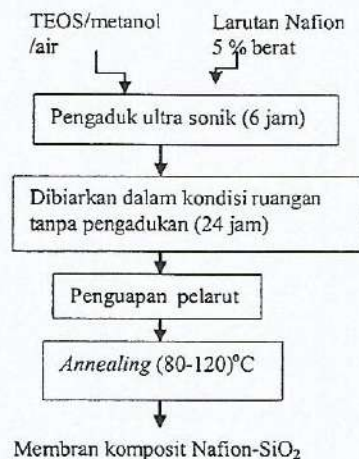 TEOS/metanol
/air
Larutan Nafion
5 % berat
Pengaduk ultra sonik (6 jam)
Dibiarkan dalam kondisi ruangan
tanpa pengadukan (24 jam)
Penguapan pelarut
Annealing (80-120)⁰C
Membran komposit Nafion-SiO₂